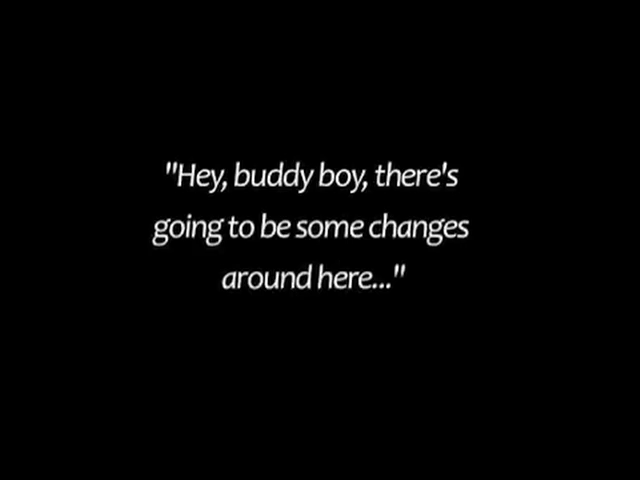 "Hey, buddy boy, there's
going to be some changes
around here..."